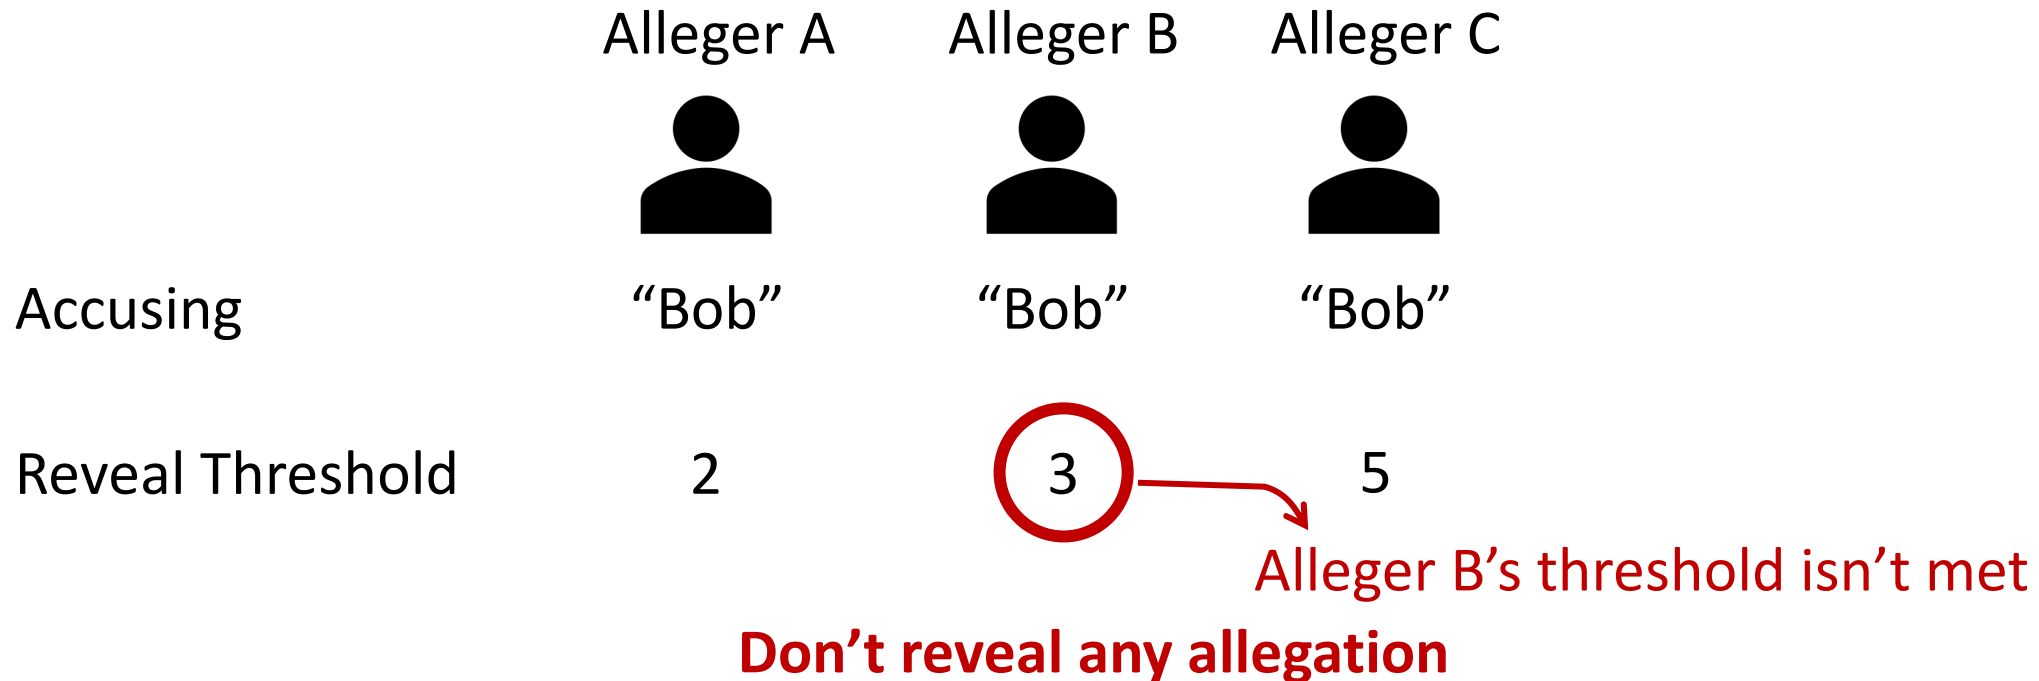 Alleger A Alleger B Alleger C
Accusing “Bob” “Bob” “Bob”
Reveal Threshold 2 3 5
Alleger B’s threshold isn’t met
Don’t reveal any allegation